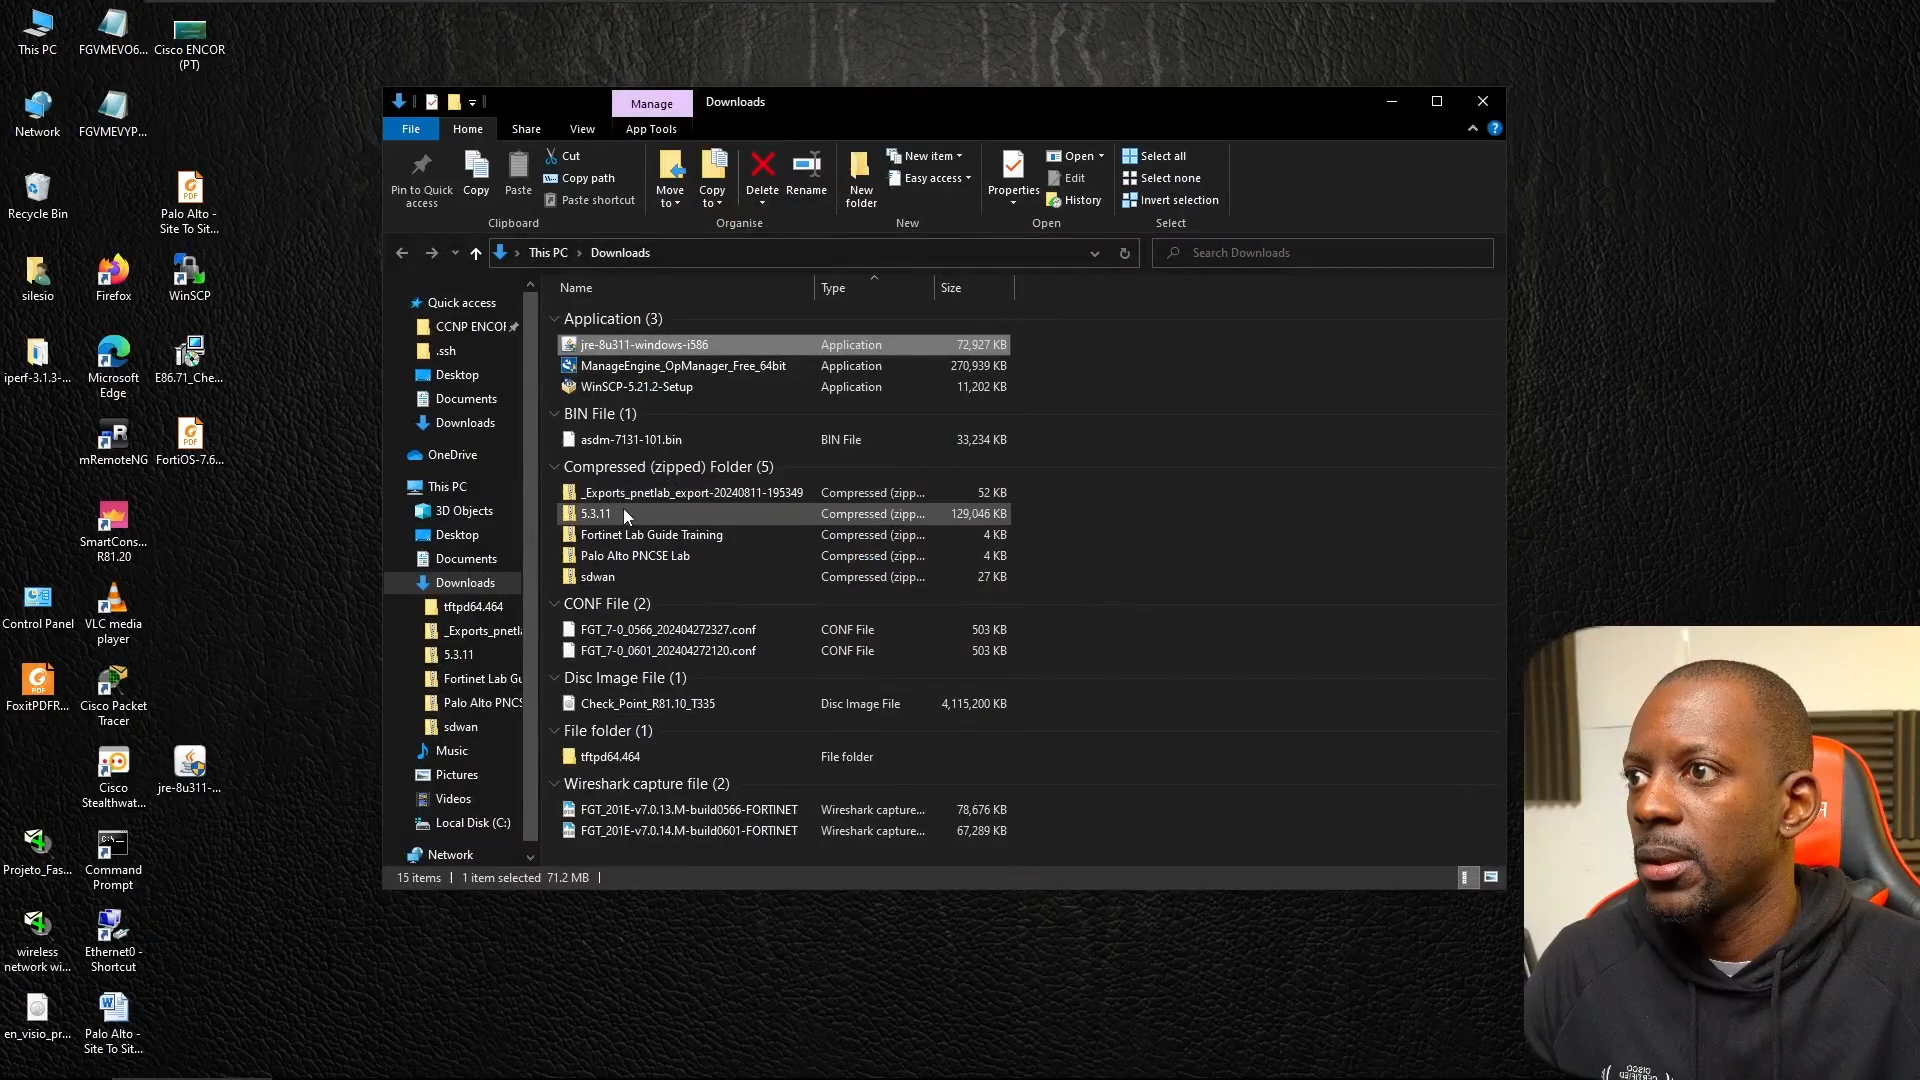 This PC
FGVMEVO6...
Cisco ENCOR
(PT)
Network
FGVMEVYP...
Recycle Bin
Palo Alto -
Site To Sit...
silesio
Firefox
WinSCP
iperf-3.1.3-...
Microsoft
Edge
E86.71_Che...
mRemoteNG
FortiOS-7.6...
SmartCons...
R81.20
Control Panel
VLC media
player
FoxitPDFR...
Cisco Packet
Tracer
Cisco
Stealthwat...
jre-8u311-...
Projeto_Fas...
Command
Prompt
wireless
network wi...
Ethernet0 -
Shortcut
en_visio_pr...
Palo Alto -
Site To Sit...
Manage
Downloads
File
Home
Share
View
App Tools
Pin to Quick
access
Copy
Paste
Cut
Copy path
Paste shortcut
Clipboard
Move
to
Copy
to
Delete
Rename
Organise
New
folder
New item
Easy access
New
Properties
Open
Edit
History
Open
Select all
Select none
Invert selection
Select
This PC > Downloads
Search Downloads
Quick access
CCNP ENCOR
.ssh
Desktop
Documents
Downloads
OneDrive
This PC
3D Objects
Desktop
Documents
Downloads
tftpd64.464
_Exports_pnetla
5.3.11
Fortinet Lab Gu
Palo Alto PNCS
sdwan
Music
Pictures
Videos
Local Disk (C:)
Network
Name Type Size
Application (3)
jre-8u311-windows-i586 Application 72,927 KB
ManageEngine_OpManager_Free_64bit Application 270,939 KB
WinSCP-5.21.2-Setup Application 11,202 KB
BIN File (1)
asdm-7131-101.bin BIN File 33,234 KB
Compressed (zipped) Folder (5)
_Exports_pnetlab_export-20240811-195349 Compressed (zipp... 52 KB
5.3.11 Compressed (zipp... 129,046 KB
Fortinet Lab Guide Training Compressed (zipp... 4 KB
Palo Alto PNCSE Lab Compressed (zipp... 4 KB
sdwan Compressed (zipp... 27 KB
CONF File (2)
FGT_7-0_0566_202404272327.conf CONF File 503 KB
FGT_7-0_0601_202404272120.conf CONF File 503 KB
Disc Image File (1)
Check_Point_R81.10_T335 Disc Image File 4,115,200 KB
File folder (1)
tftpd64.464 File folder
Wireshark capture file (2)
FGT_201E-v7.0.13.M-build0566-FORTINET Wireshark capture... 78,676 KB
FGT_201E-v7.0.14.M-build0601-FORTINET Wireshark capture... 67,289 KB
15 items 1 item selected 71.2 MB